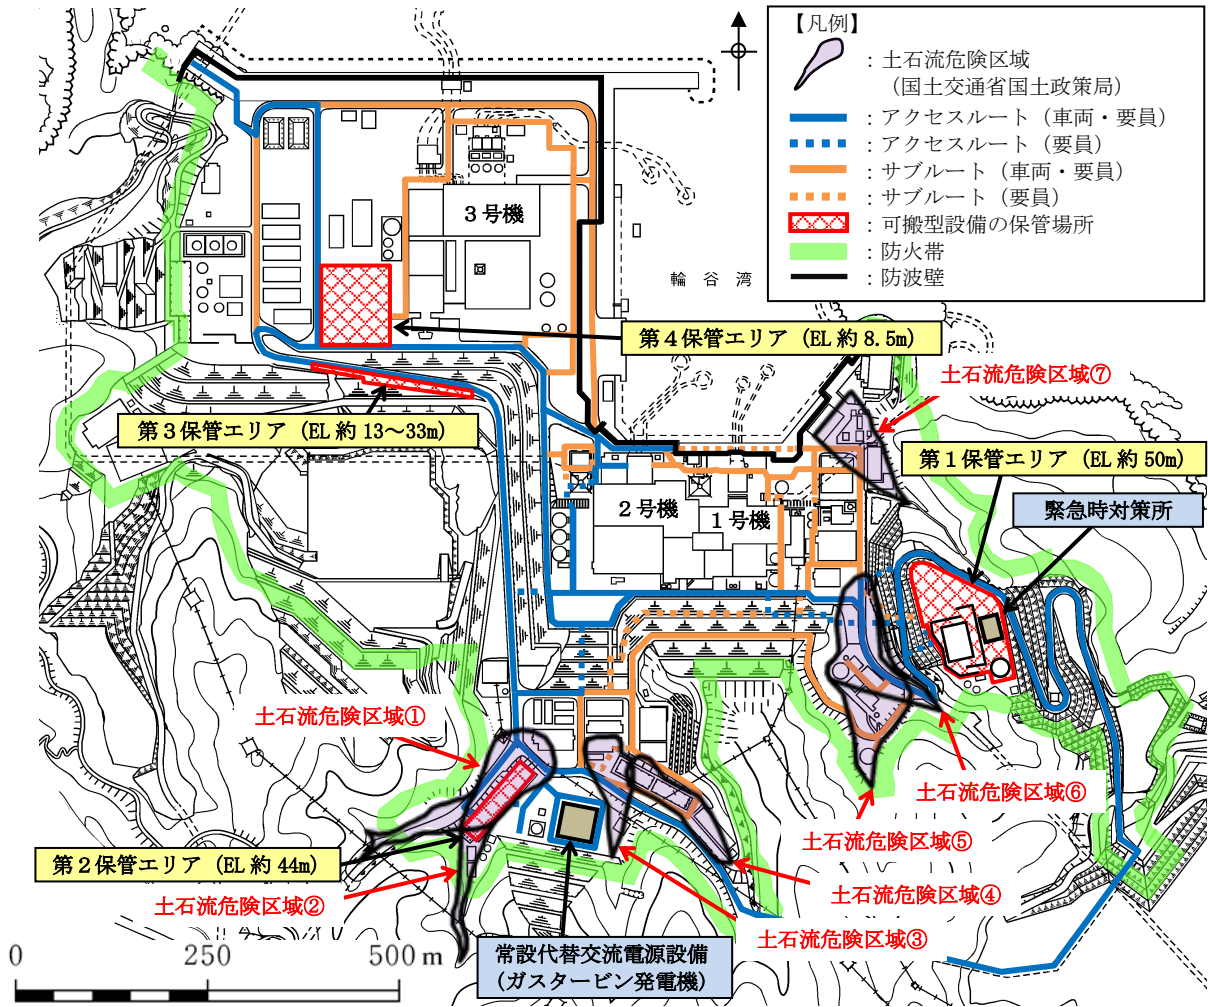 【凡例】
：土石流危険区域
（国土交通省国土政策局）
：アクセスルート（車両・要員）
：アクセスルート（要員）
：サブルート（車両・要員）
：サブルート（要員）
：可搬型設備の保管場所
：防火帯
：防波壁
３号機
輪谷湾
第４保管エリア（EL 約 8.5m）
土石流危険区域⑦
第３保管エリア（EL 約 13～33m）
第１保管エリア（EL 約 50m）
２号機
１号機
緊急時対策所
土石流危険区域①
土石流危険区域⑥
土石流危険区域⑤
第２保管エリア（EL 約 44m）
土石流危険区域④
土石流危険区域②
土石流危険区域③
常設代替交流電源設備
（ガスタービン発電機）
0 250 500 m